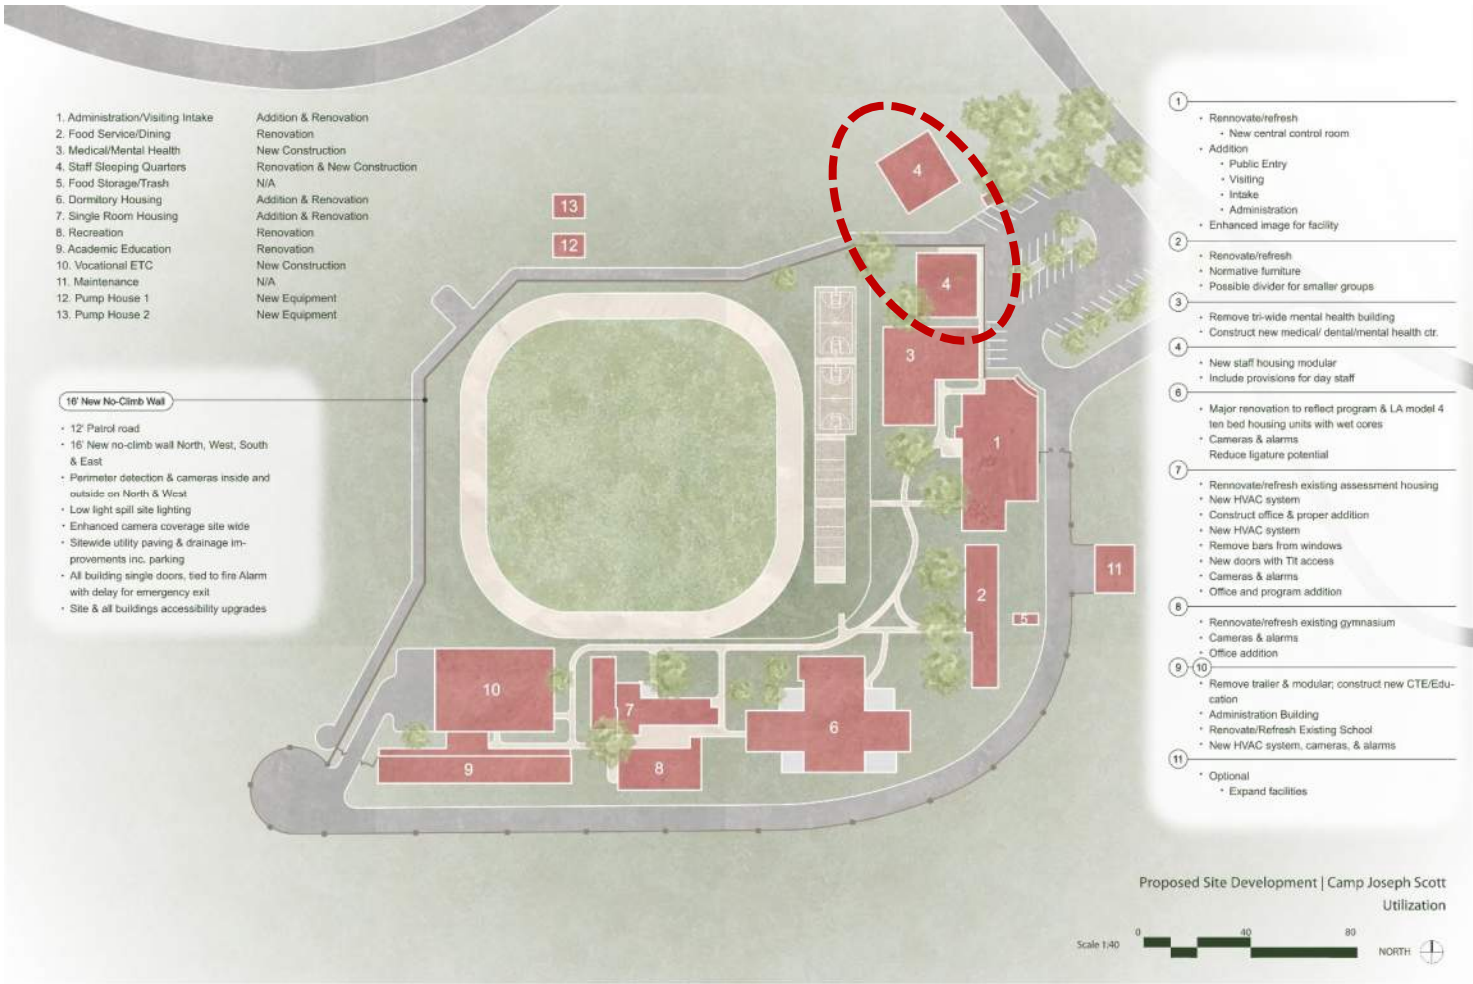 1. Administration/Visiting Intake Addition & Renovation
2. Food Service/Dining Renovation
3. Medical/Mental Health New Construction
4. Staff Sleeping Quarters Renovation & New Construction
5. Food Storage/Trash N/A
6. Dormitory Housing Addition & Renovation
7. Single Room Housing Addition & Renovation
8. Recreation Renovation
9. Academic Education Renovation
10. Vocational ETC New Construction
11. Maintenance N/A
12. Pump House 1 New Equipment
13. Pump House 2 New Equipment
16' New No-Climb Wall
• 12' Patrol road
• 16' New no-climb wall North, West, South
& East
• Perimeter detection & cameras inside and
outside on North & West
• Low light spill site lighting
• Enhanced camera coverage site wide
• Sitewide utility paving & drainage im-
provements inc. parking
• All building single doors, tied to fire Alarm
with delay for emergency exit
• Site & all buildings accessibility upgrades
4
13
12
4
3
1
11
2
5
10
7
6
9
8
1
• Rennovate/refresh
• New central control room
• Addition
• Public Entry
• Visiting
• Intake
• Administration
• Enhanced image for facility
2
• Renovate/refresh
• Normative furniture
• Possible divider for smaller groups
3
• Remove tri-wide mental health building
• Construct new medical/ dental/mental health ctr.
4
• New staff housing modular
• Include provisions for day staff
6
• Major renovation to reflect program & LA model 4
ten bed housing units with wet cores
• Cameras & alarms
Reduce ligature potential
7
• Rennovate/refresh existing assessment housing
• New HVAC system
• Construct office & proper addition
• New HVAC system
• Remove bars from windows
• New doors with TIt access
• Cameras & alarms
• Office and program addition
8
• Rennovate/refresh existing gymnasium
• Cameras & alarms
• Office addition
9 10
• Remove trailer & modular; construct new CTE/Edu-
cation
• Administration Building
• Renovate/Refresh Existing School
• New HVAC system, cameras, & alarms
11
• Optional
• Expand facilities
Proposed Site Development | Camp Joseph Scott
Utilization
Scale 1:40
0 40 80
NORTH